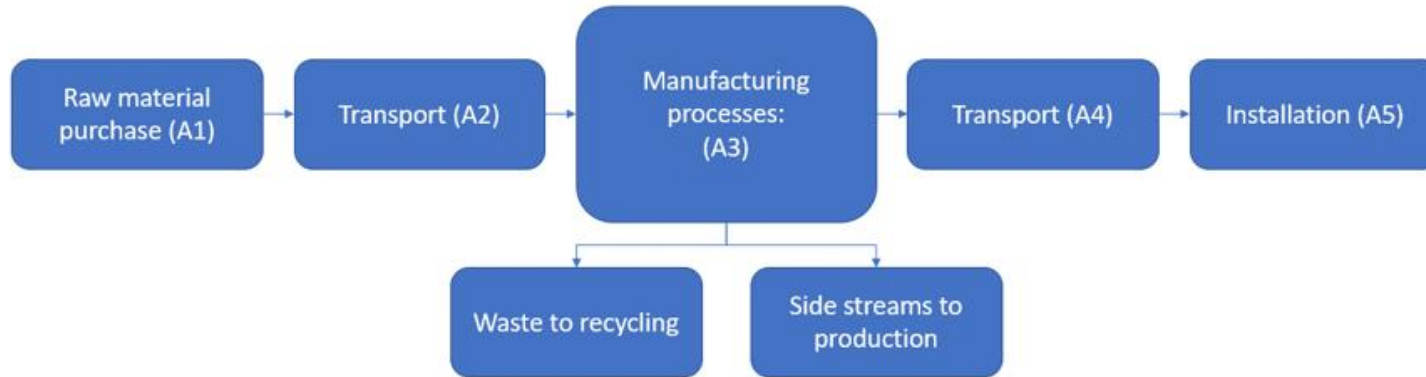 Raw material
purchase (A1)
Transport (A2)
Manufacturing
processes:
(A3)
Transport (A4)
Installation (A5)
Waste to recycling
Side streams to
production